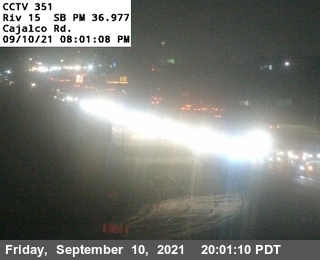 CCTV 351
Riv 15 SB PM 36.977
Cajalco Rd.
09/10/21 08:01:08 PM
Friday, September 10, 2021 20:01:10 PDT